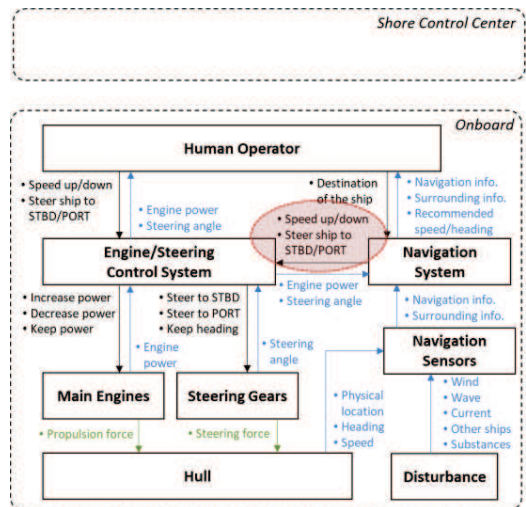 Shore Control Center
Onboard
Human Operator
• Speed up/down
• Steer ship to
STBD/PORT
• Engine power
• Steering angle
• Destination
of the ship
• Navigation info.
• Surrounding info.
• Recommended
speed/heading
• Speed up/down
• Steer ship to
STBD/PORT
Engine/Steering
Control System
Navigation
System
• Engine power
• Steering angle
• Increase power
• Decrease power
• Keep power
• Engine
power
• Steer to STBD
• Steer to PORT
• Keep heading
• Steering
angle
• Navigation info.
• Surrounding info.
Navigation
Sensors
Main Engines
Steering Gears
• Physical
location
• Heading
• Speed
• Wind
• Wave
• Current
• Other ships
• Substances
• Propulsion force
• Steering force
Hull
Disturbance